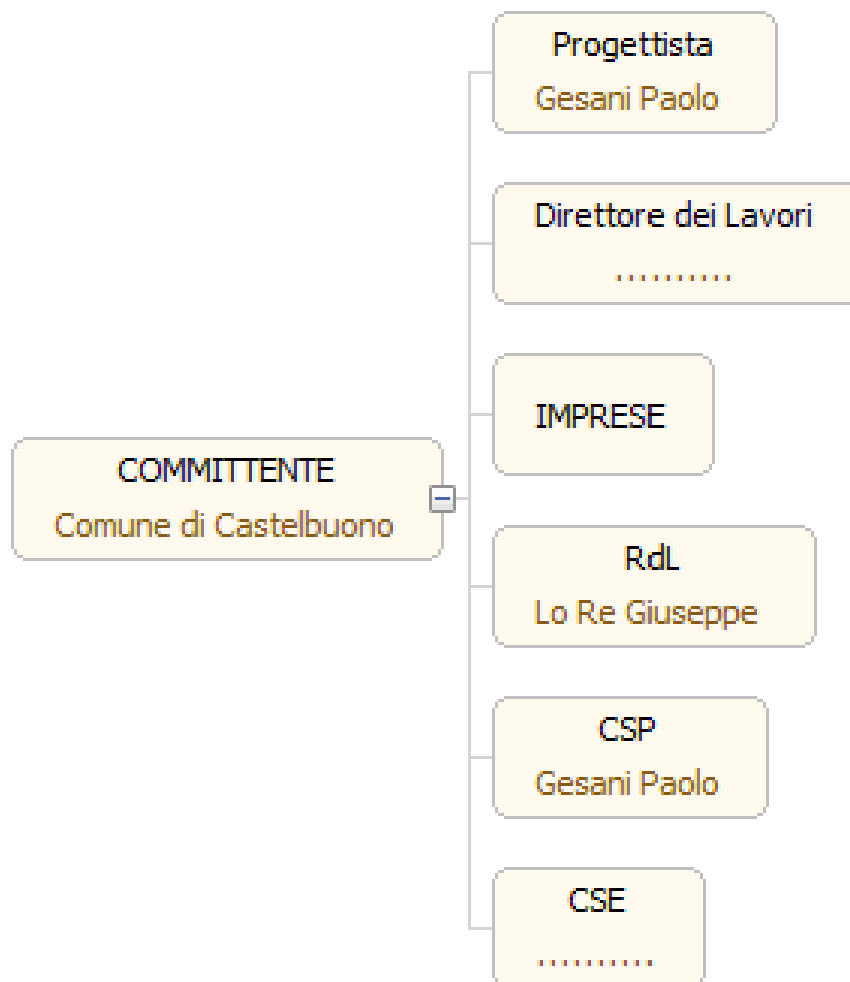 Progettista
Gesani Paolo
Direttore dei Lavori
..........
IMPRESE
COMMITTENTE
Comune di Castelbuono
RdL
Lo Re Giuseppe
CSP
Gesani Paolo
CSE
..........